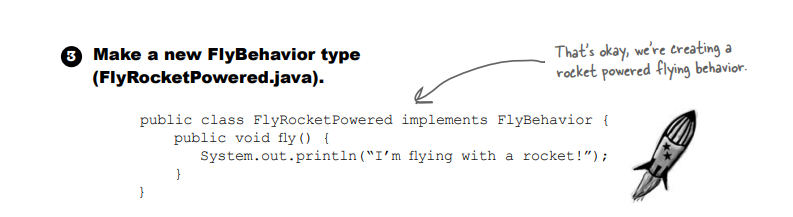 3 Make a new FlyBehavior type
(FlyRocketPowered.java).
That's okay, we're creating a
rocket powered flying behavior.
public class FlyRocketPowered implements FlyBehavior {
    public void fly() {
        System.out.println(“I’m flying with a rocket!”);
    }
}